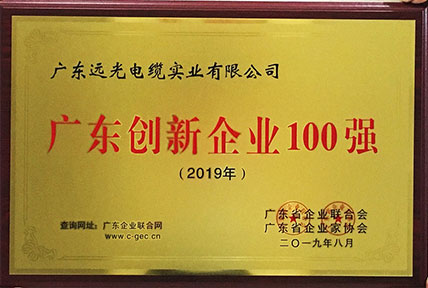 广东远光电缆实业有限公司
广东创新企业100强
（2019年）
查询网址：广东企业联合网
www.c-gec.cn
广东省企业联合会
广东省企业家协会
二〇一九年八月